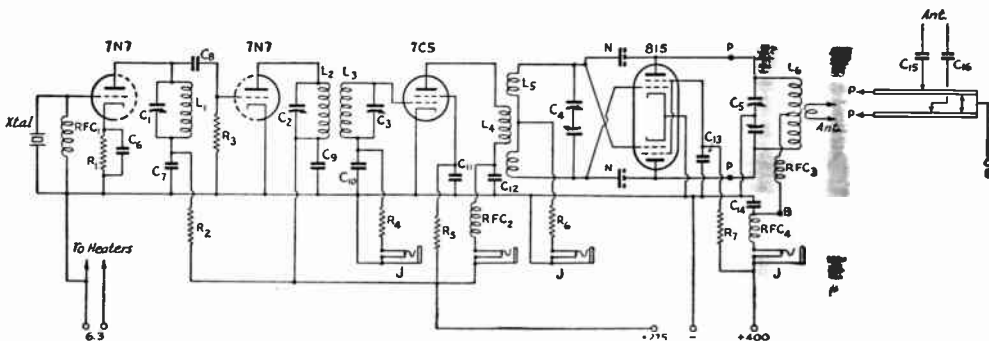 7N7
7N7
7C5
815
Ant.
Xtal
RFC1
R1
C6
C1
L1
C7
C8
R3
R2
C2
L2
C9
L3
C3
C10
R4
J
C11
R5
L4
C12
RFC2
J
L5
C4
R6
J
N
N
P
P
C13
R7
C5
L6
Ant.
RFC3
C14
B
RFC4
J
C15
C16
P
P
To Heaters
6.3
-
+400